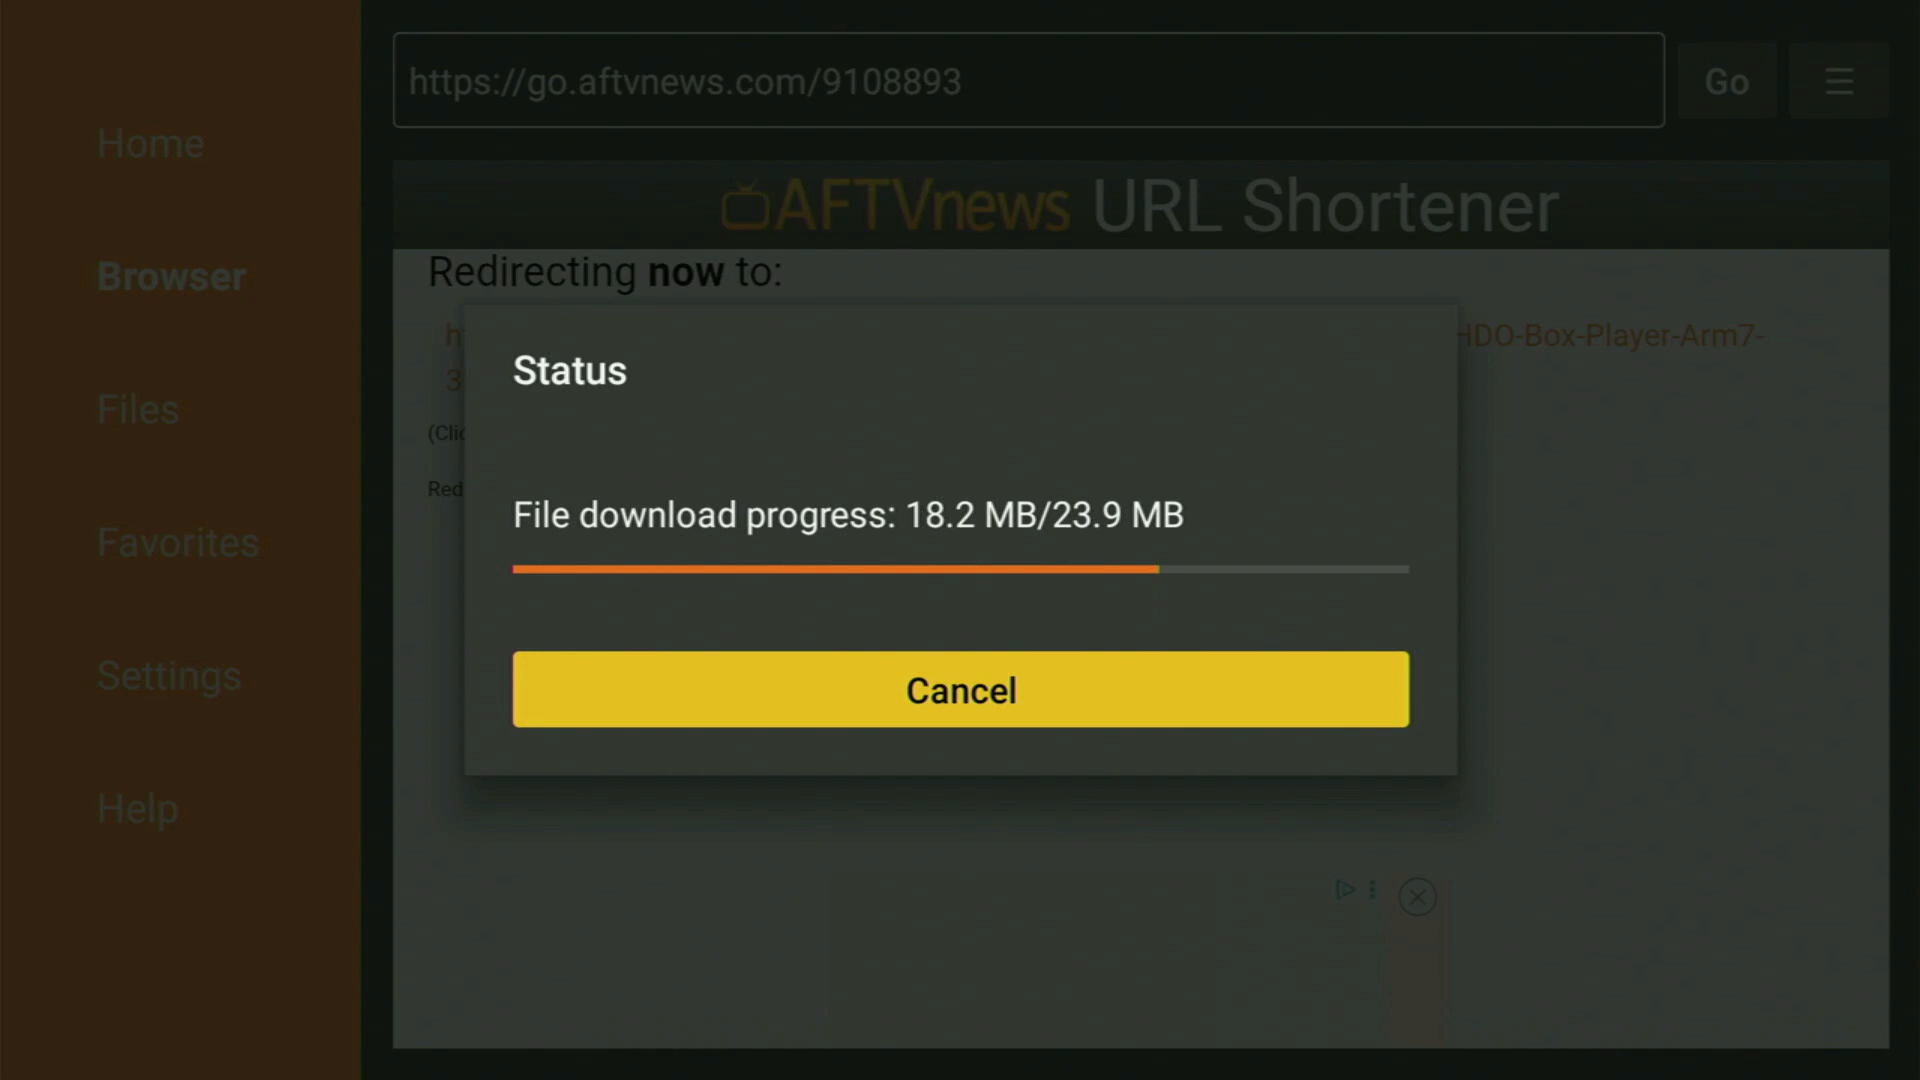 https://go.aftvnews.com/9108893
Go
Home
Browser
Files
Favorites
Settings
Help
AFTVnews URL Shortener
Redirecting now to:
HDO-Box-Player-Arm7-
3
Status
File download progress: 18.2 MB/23.9 MB
Cancel